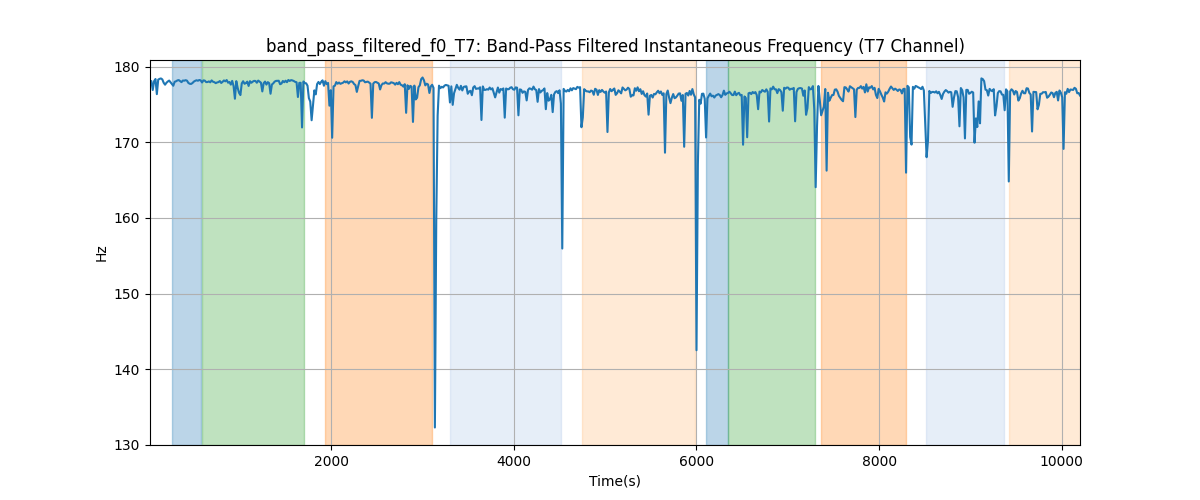 band_pass_filtered_f0_T7: Band-Pass Filtered Instantaneous Frequency (T7 Channel)
180
170
160
150
140
130
Hz
2000 4000 6000 8000 10000
Time(s)